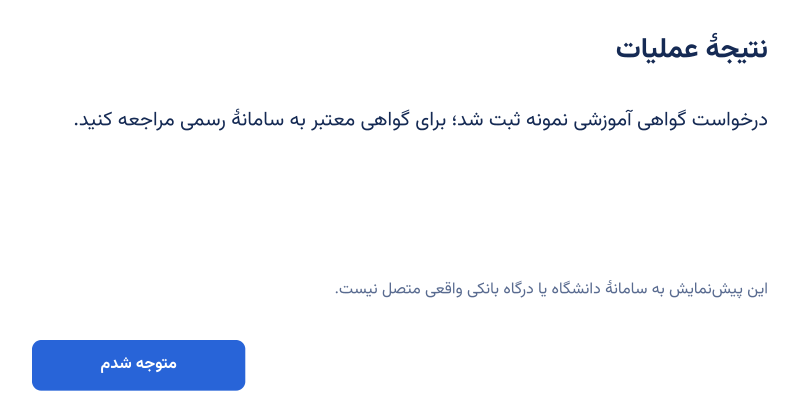 نتیجهٔ عملیات
درخواست گواهی آموزشی نمونه ثبت شد؛ برای گواهی معتبر به سامانهٔ رسمی مراجعه کنید.
این پیش‌نمایش به سامانهٔ دانشگاه یا درگاه بانکی واقعی متصل نیست.
متوجه شدم